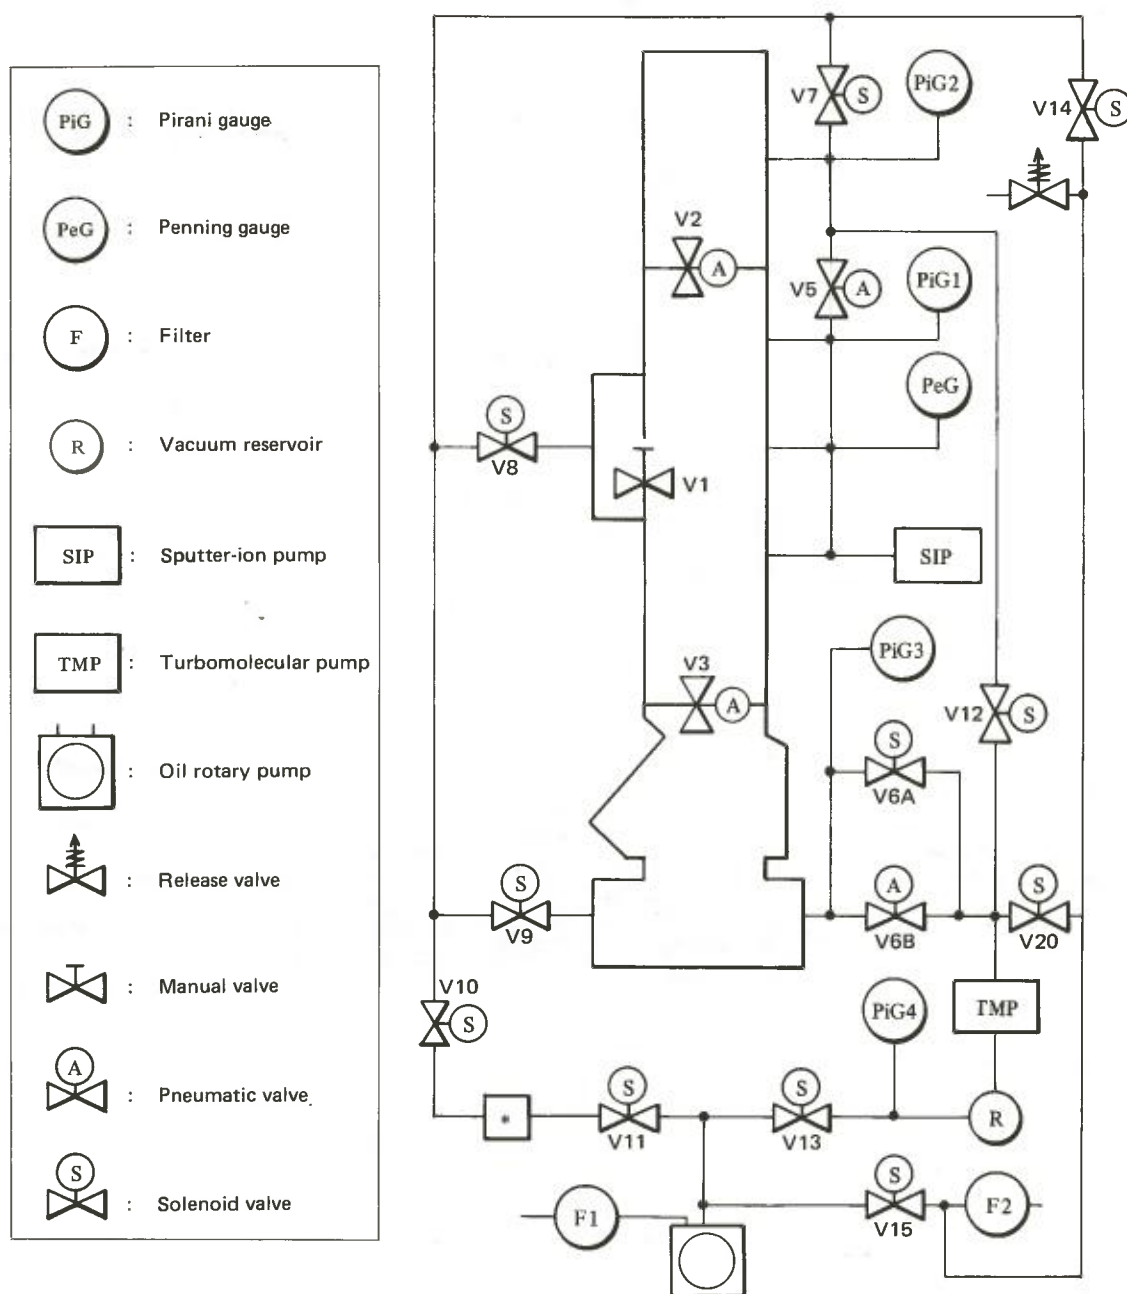 PiG : Pirani gauge
PeG : Penning gauge
F : Filter
R : Vacuum reservoir
SIP : Sputter-ion pump
TMP : Turbomolecular pump
: Oil rotary pump
: Release valve
: Manual valve
A : Pneumatic valve
S : Solenoid valve
V7 S PiG2
V14 S
V2 A
V5 A PiG1
PeG
S V8
V1
SIP
PiG3
V3 A
V12 S
S V6A
S V9
A V6B
S V20
V10 S
PiG4
TMP
* S V11
S V13
R
F1
S V15
F2